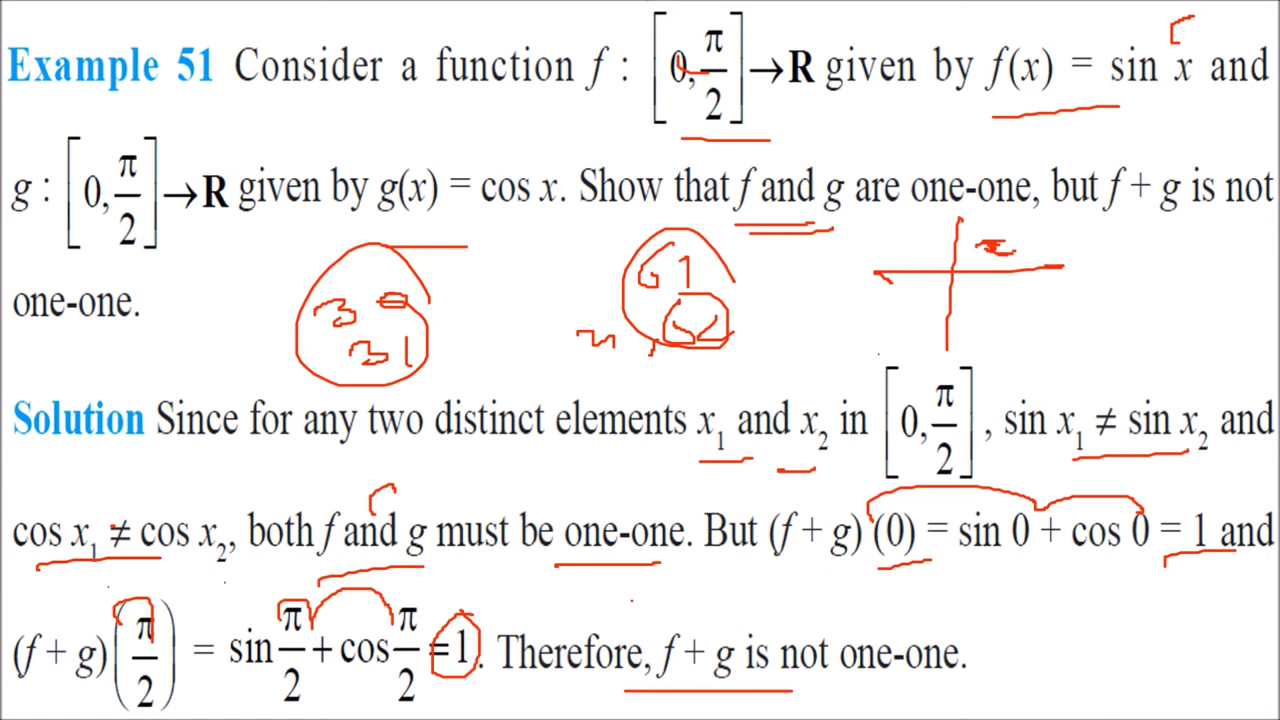 Example 51 Consider a function f : [0, π/2] → R given by f(x) = sin x and
g : [0, π/2] → R given by g(x) = cos x. Show that f and g are one-one, but f + g is not
one-one.
Solution Since for any two distinct elements x₁ and x₂ in [0, π/2], sin x₁ ≠ sin x₂ and
cos x₁ ≠ cos x₂, both f and g must be one-one. But (f + g) (0) = sin 0 + cos 0 = 1 and
(f + g)(π/2) = sin π/2 + cos π/2 = 1. Therefore, f + g is not one-one.